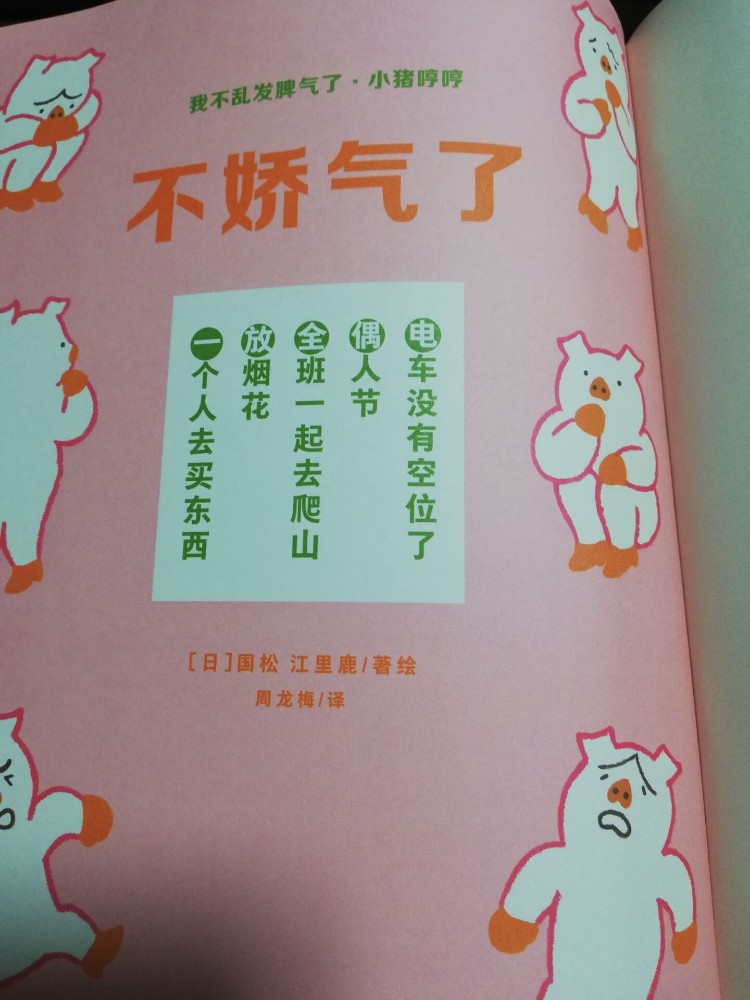 我不乱发脾气了·小猪哼哼
不娇气了
电车没有空位了
偶人节
全班一起去爬山
放烟花
一个人去买东西
[日]国松 江里鹿/著绘
周龙梅/译